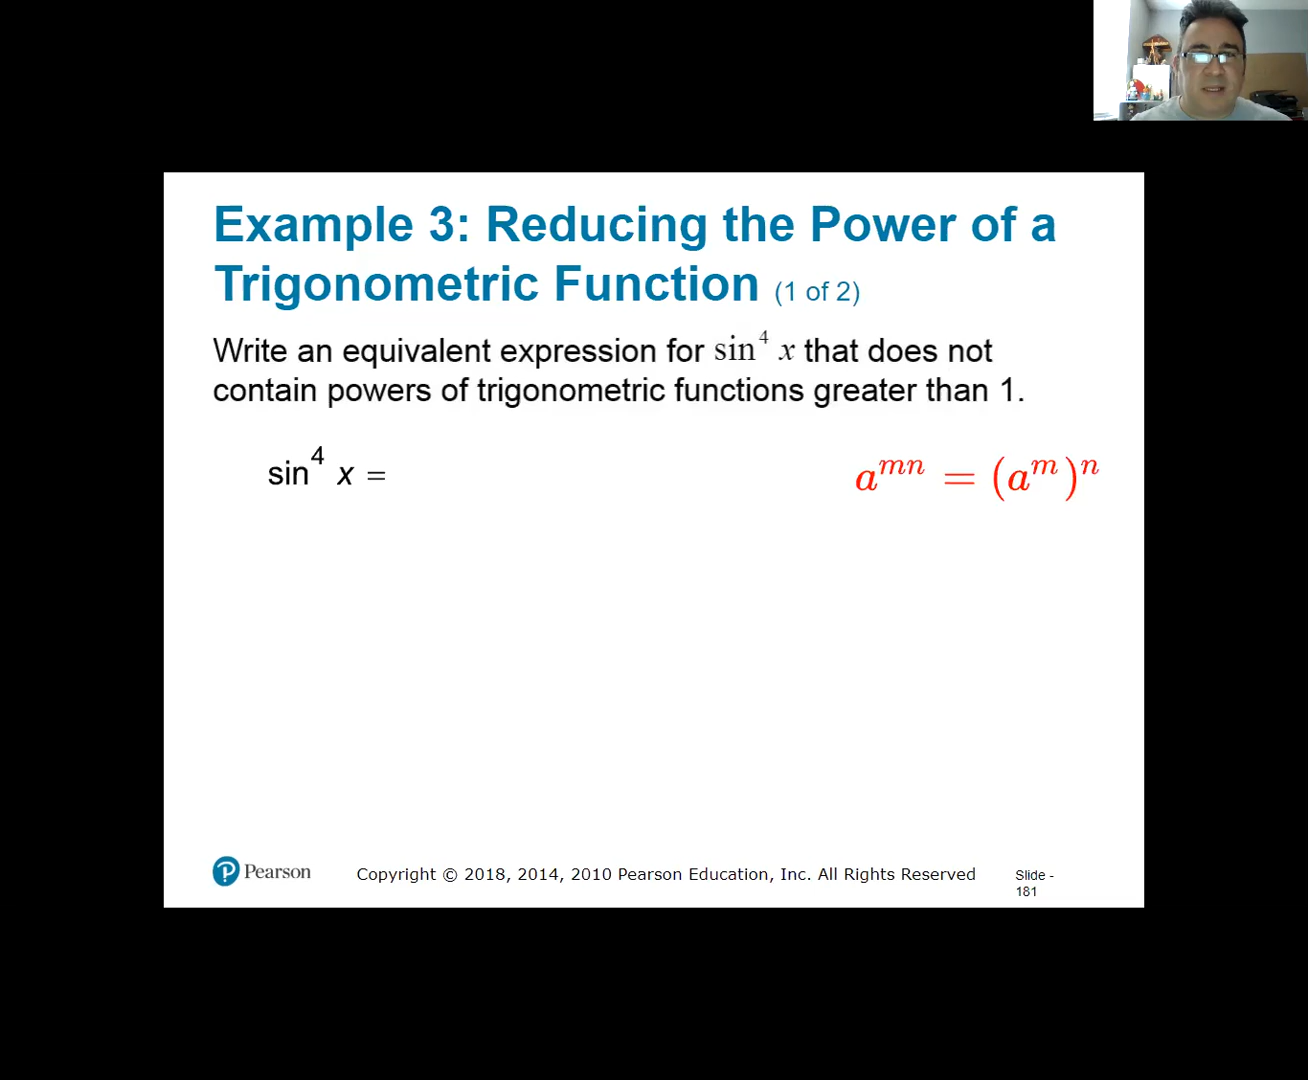 Example 3: Reducing the Power of a
Trigonometric Function (1 of 2)
Write an equivalent expression for sin⁴ x that does not
contain powers of trigonometric functions greater than 1.
sin⁴ x =
aᵐⁿ = (aᵐ)ⁿ
Pearson
Copyright © 2018, 2014, 2010 Pearson Education, Inc. All Rights Reserved
Slide -
181